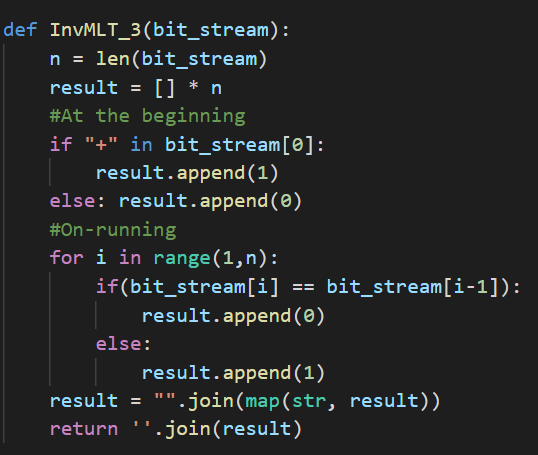 def InvMLT_3(bit_stream):
    n = len(bit_stream)
    result = [] * n
    #At the beginning
    if "+" in bit_stream[0]:
        result.append(1)
    else: result.append(0)
    #On-running
    for i in range(1,n):
        if(bit_stream[i] == bit_stream[i-1]):
            result.append(0)
        else:
            result.append(1)
    result = "".join(map(str, result))
    return ''.join(result)